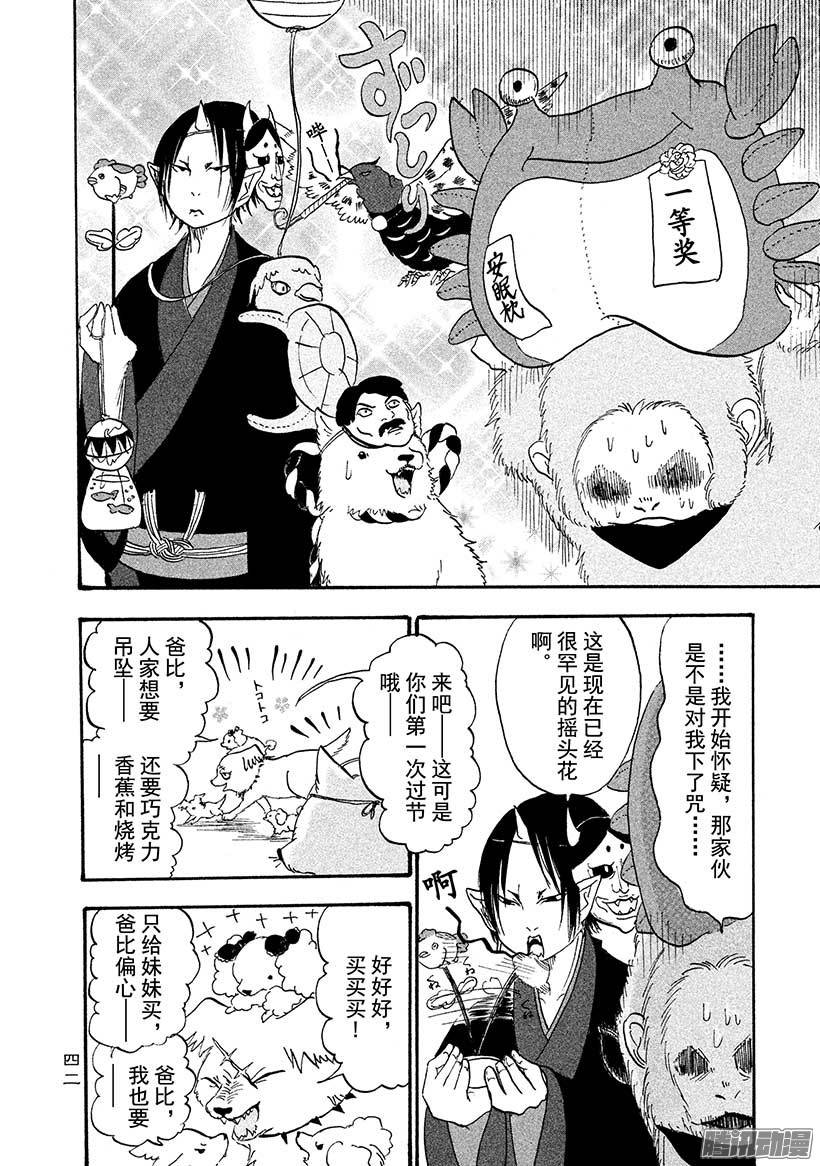 ずっしり
哔
一等奖
安眠枕
……我开始怀疑，那家伙
是不是对我下了咒……
这是现在已经
很罕见的摇头花
啊。
啊
来吧——这可是
你们第一次过节
哦——
トコトコ
爸比，
人家想要
吊坠——
还要巧克力
香蕉和烧烤
——
好好好，
买买买！
只给妹妹买，
爸比偏心——
爸比，
我也要
——
四二
腾讯动漫